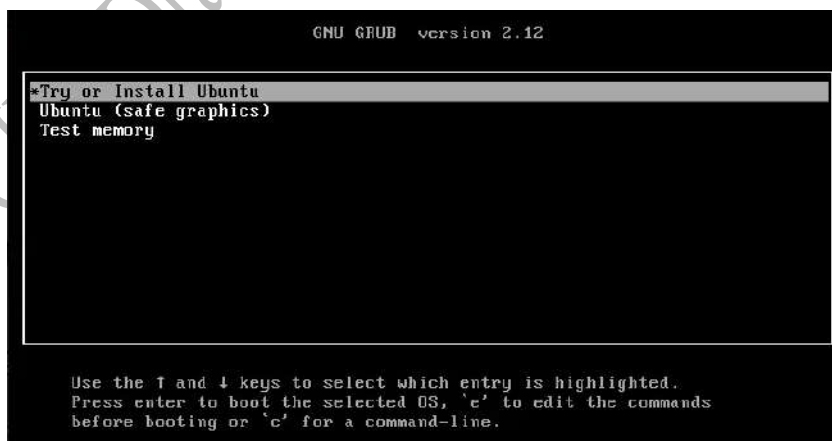 GNU GRUB version 2.12
*Try or Install Ubuntu
Ubuntu (safe graphics)
Test memory
Use the ↑ and ↓ keys to select which entry is highlighted.
Press enter to boot the selected OS, `e' to edit the commands
before booting or `c' for a command-line.